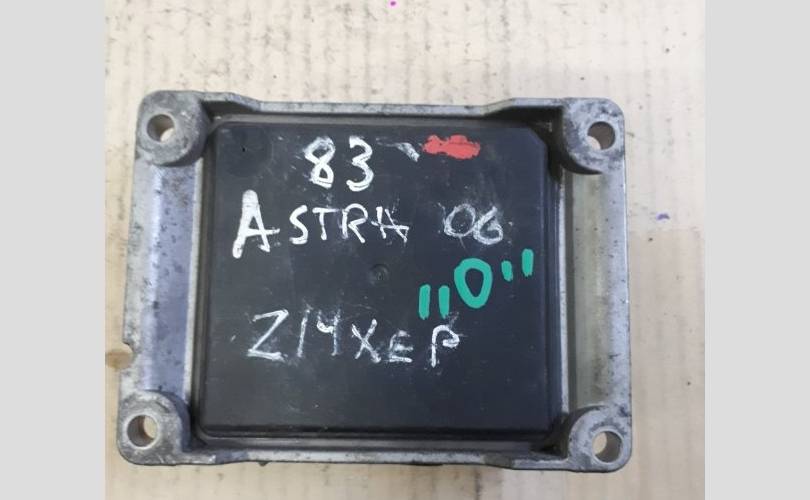 83
ASTRA 06
"0"
Z14XEP